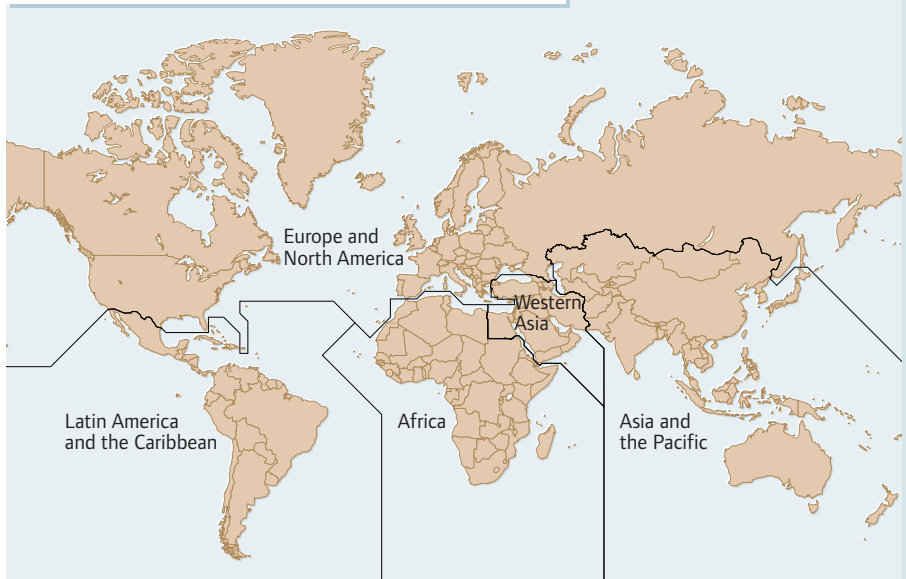 Europe and
North America
Western
Asia
Latin America
and the Caribbean
Africa
Asia and
the Pacific